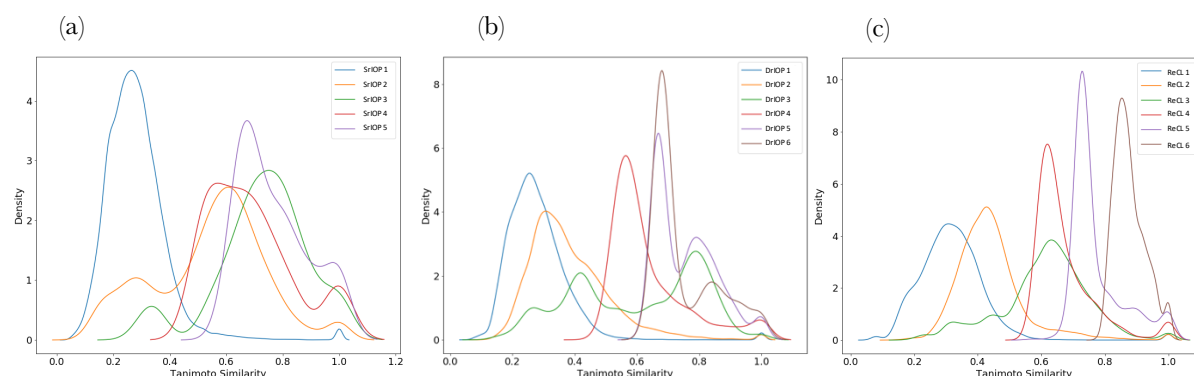 (a)
(b)
(c)
SrIOP 1
SrIOP 2
SrIOP 3
SrIOP 4
SrIOP 5
Density
4
3
2
1
0
0.0 0.2 0.4 0.6 0.8 1.0 1.2
Tanimoto Similarity
DrIOP 1
DrIOP 2
DrIOP 3
DrIOP 4
DrIOP 5
DrIOP 6
Density
8
6
4
2
0
0.0 0.2 0.4 0.6 0.8 1.0
Tanimoto Similarity
ReCL 1
ReCL 2
ReCL 3
ReCL 4
ReCL 5
ReCL 6
Density
10
8
6
4
2
0
0.0 0.2 0.4 0.6 0.8 1.0
Tanimoto Similarity